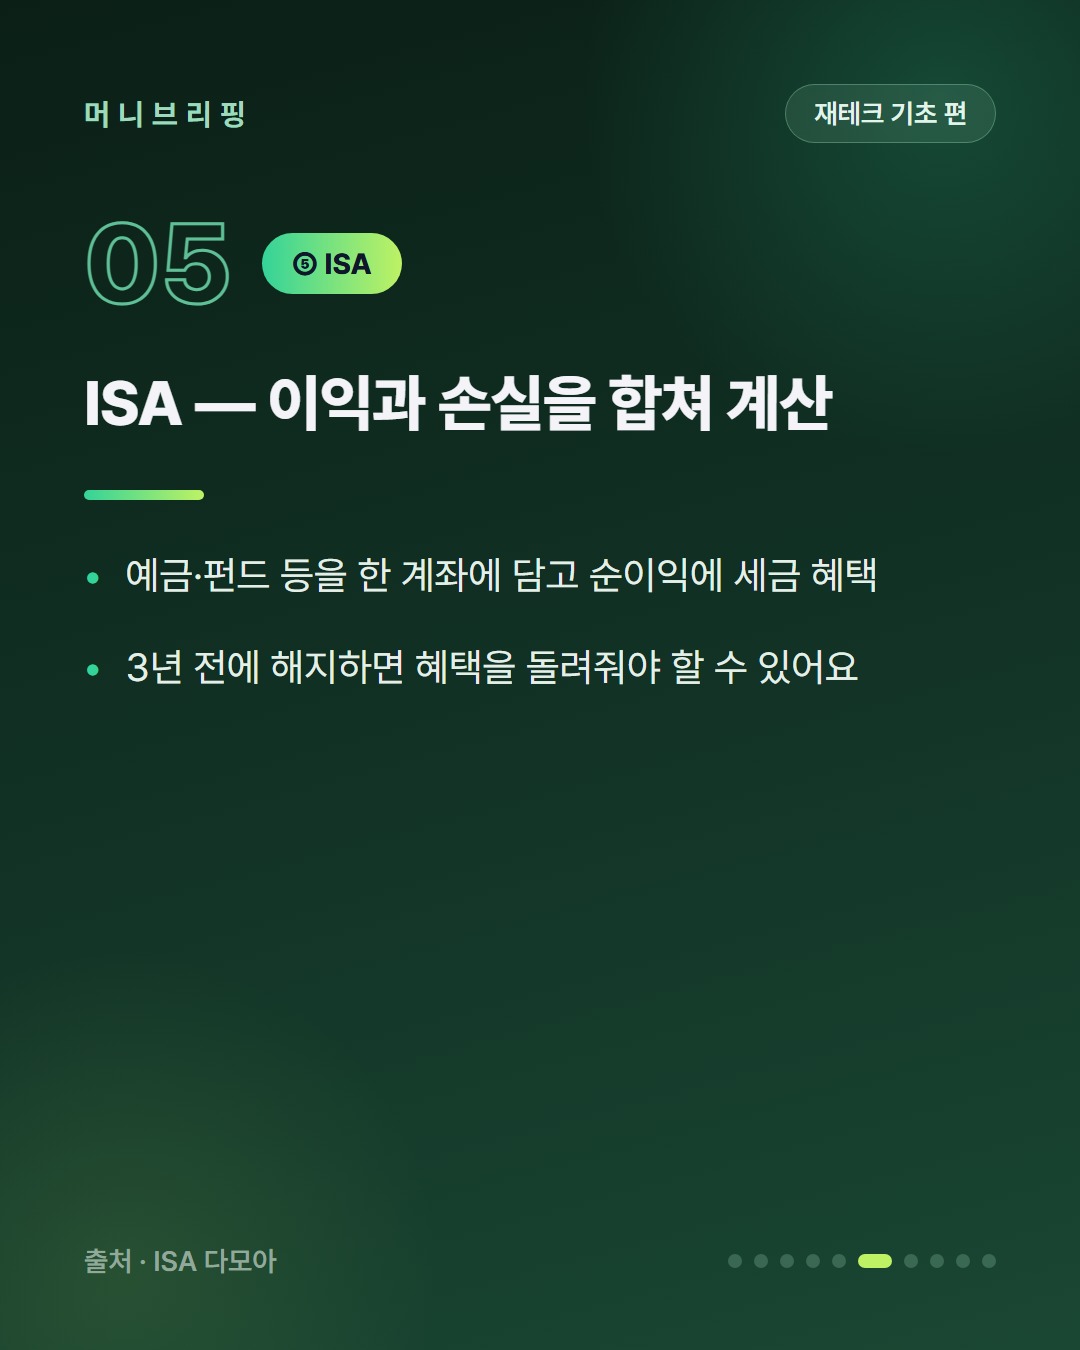 머니브리핑
재테크 기초 편
05
⑤ ISA
ISA — 이익과 손실을 합쳐 계산
• 예금·펀드 등을 한 계좌에 담고 순이익에 세금 혜택
• 3년 전에 해지하면 혜택을 돌려줘야 할 수 있어요
출처 · ISA 다모아